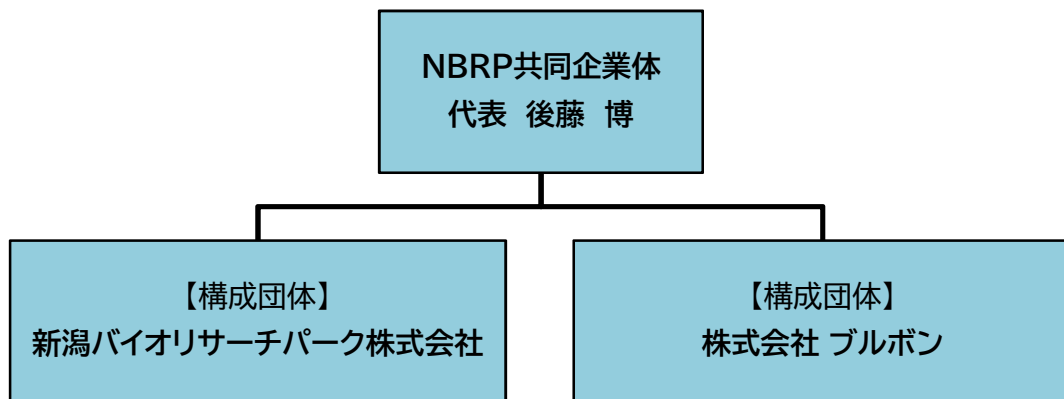 NBRP共同企業体
代表 後藤 博
【構成団体】
新潟バイオリサーチパーク株式会社
【構成団体】
株式会社 ブルボン